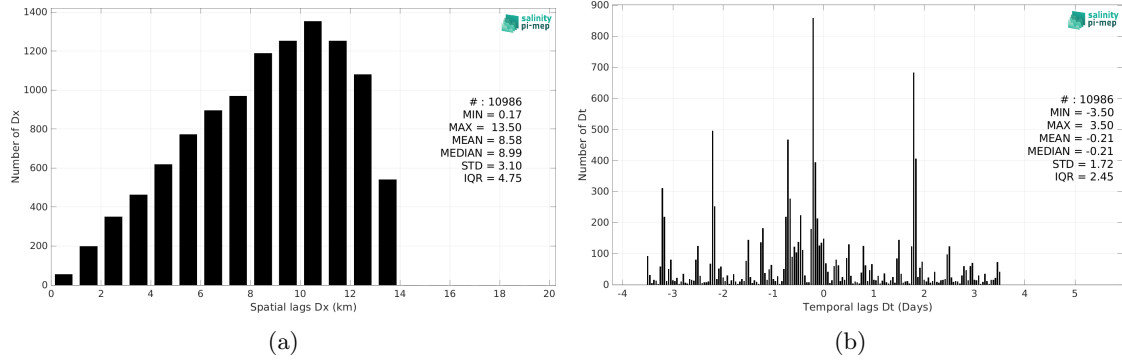 1400
1200
1000
800
600
400
200
0
Number of Dx
0 2 4 6 8 10 12 14 16 18 20
Spatial lags Dx (km)
salinity
pi-mep
# : 10986
MIN = 0.17
MAX = 13.50
MEAN = 8.58
MEDIAN = 8.99
STD = 3.10
IQR = 4.75
(a)
900
800
700
600
500
400
300
200
100
0
Number of Dt
-4 -3 -2 -1 0 1 2 3 4 5
Temporal lags Dt (Days)
salinity
pi-mep
# : 10986
MIN = -3.50
MAX = 3.50
MEAN = -0.21
MEDIAN = -0.21
STD = 1.72
IQR = 2.45
(b)